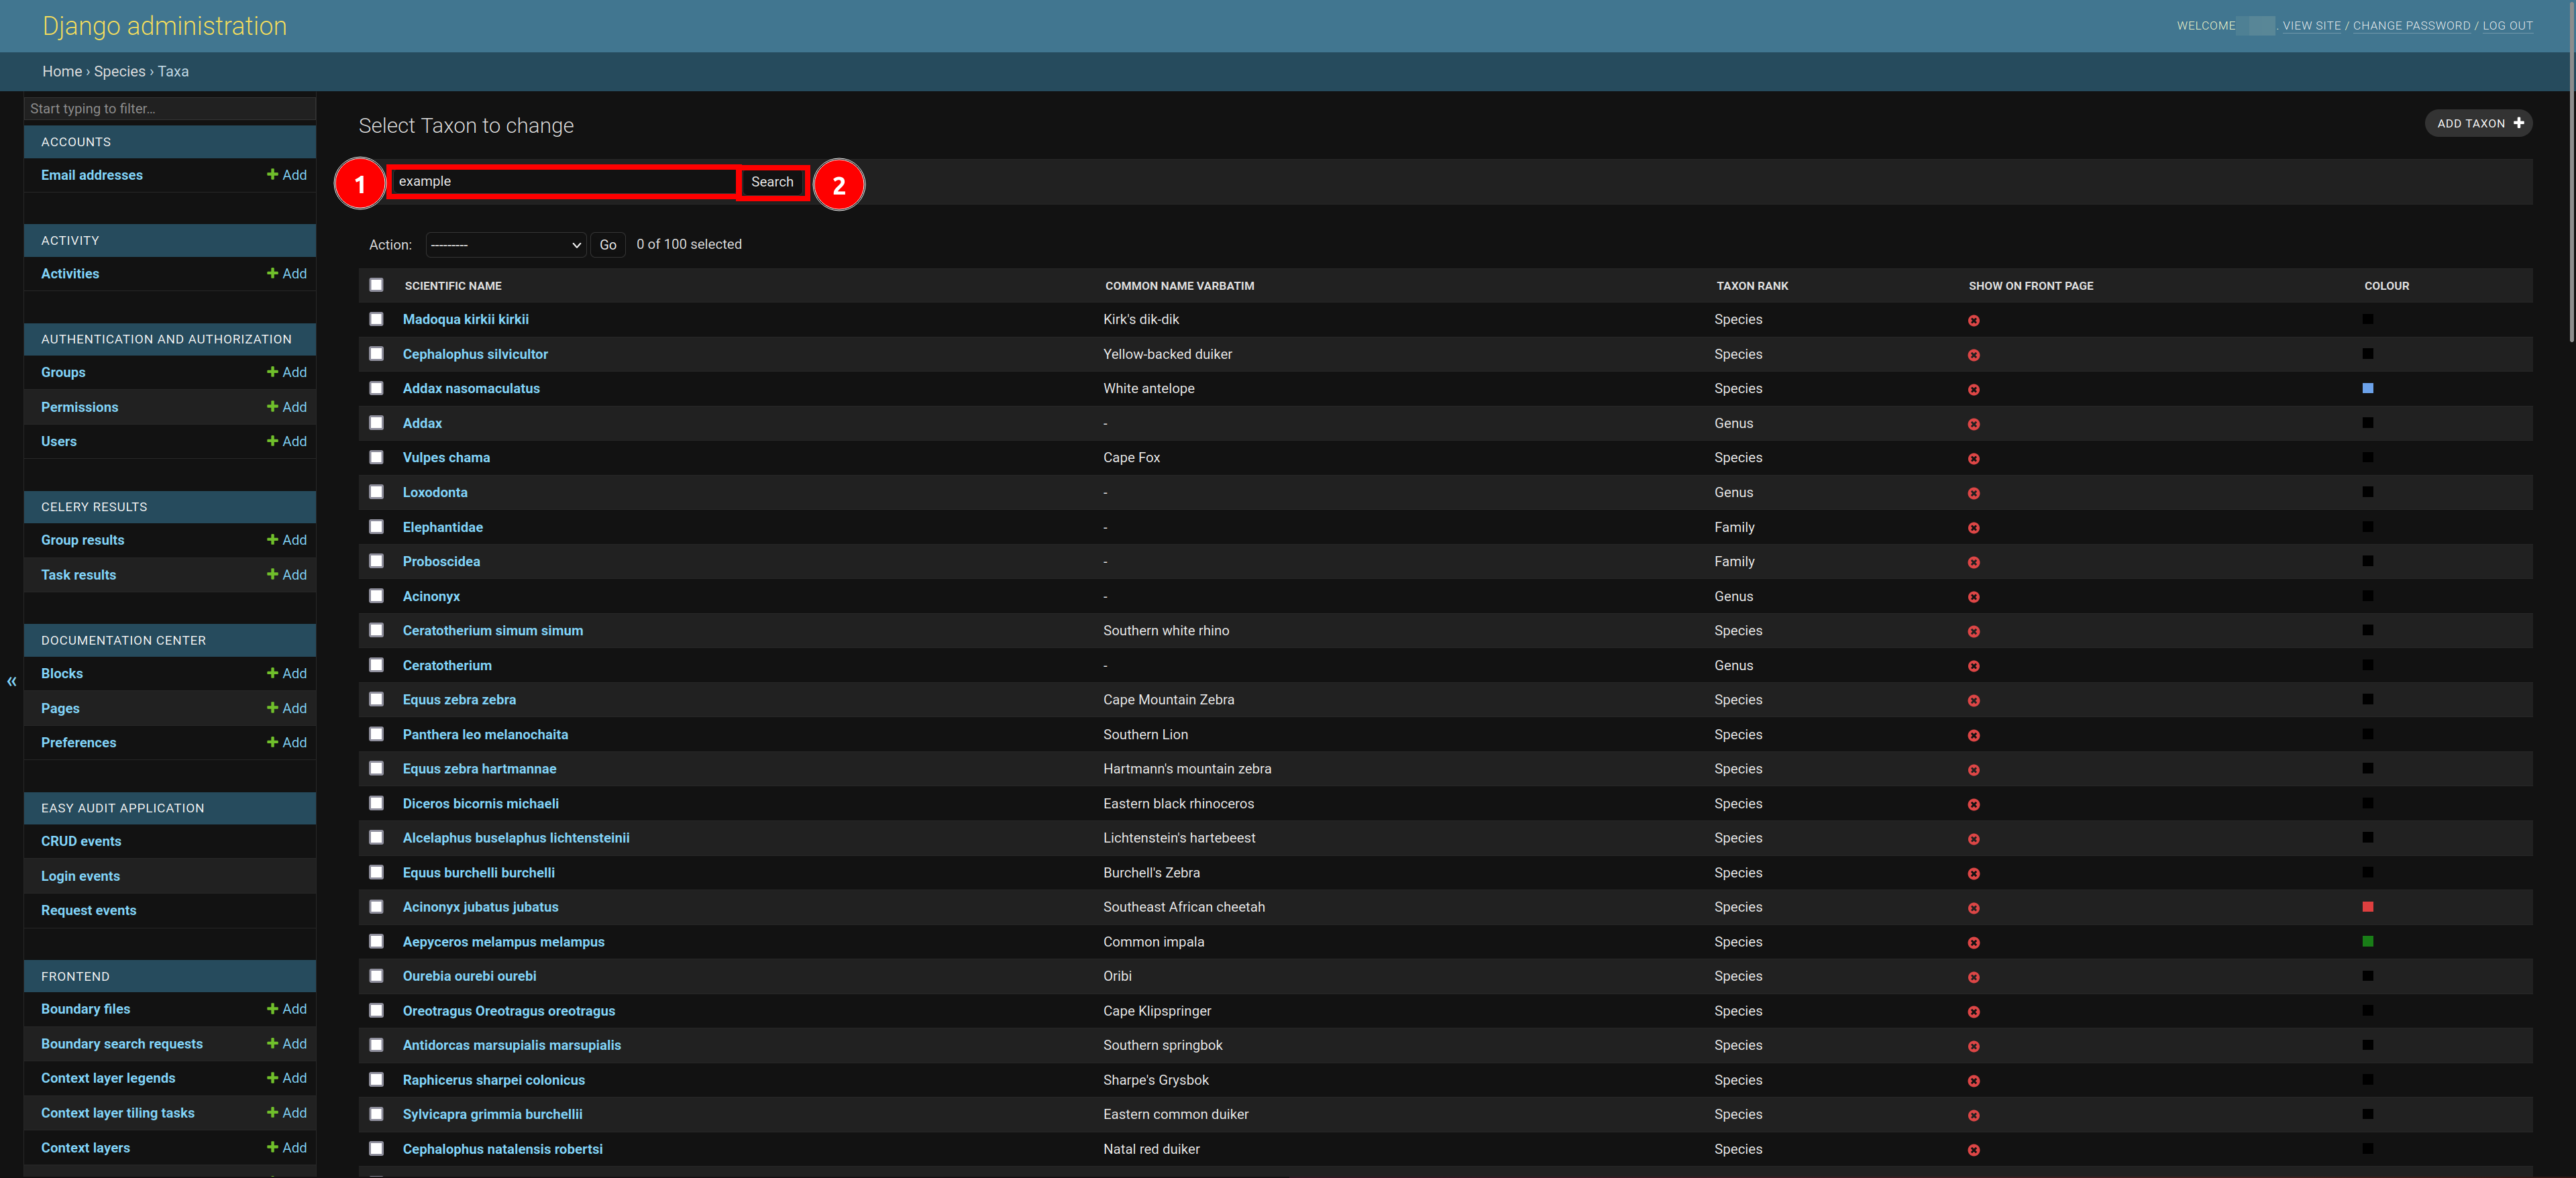 Django administration
WELCOME . VIEW SITE / CHANGE PASSWORD / LOG OUT
Home › Species › Taxa
Start typing to filter...
ACCOUNTS
Email addresses + Add
ACTIVITY
Activities + Add
AUTHENTICATION AND AUTHORIZATION
Groups + Add
Permissions + Add
Users + Add
CELERY RESULTS
Group results + Add
Task results + Add
DOCUMENTATION CENTER
Blocks + Add
Pages + Add
Preferences + Add
EASY AUDIT APPLICATION
CRUD events
Login events
Request events
FRONTEND
Boundary files + Add
Boundary search requests + Add
Context layer legends + Add
Context layer tiling tasks + Add
Context layers + Add
«
Select Taxon to change
ADD TAXON +
1 example Search 2
Action: --------- Go 0 of 100 selected
SCIENTIFIC NAME COMMON NAME VARBATIM TAXON RANK SHOW ON FRONT PAGE COLOUR
Madoqua kirkii kirkii Kirk's dik-dik Species
Cephalophus silvicultor Yellow-backed duiker Species
Addax nasomaculatus White antelope Species
Addax - Genus
Vulpes chama Cape Fox Species
Loxodonta - Genus
Elephantidae - Family
Proboscidea - Family
Acinonyx - Genus
Ceratotherium simum simum Southern white rhino Species
Ceratotherium - Genus
Equus zebra zebra Cape Mountain Zebra Species
Panthera leo melanochaita Southern Lion Species
Equus zebra hartmannae Hartmann's mountain zebra Species
Diceros bicornis michaeli Eastern black rhinoceros Species
Alcelaphus buselaphus lichtensteinii Lichtenstein's hartebeest Species
Equus burchelli burchelli Burchell's Zebra Species
Acinonyx jubatus jubatus Southeast African cheetah Species
Aepyceros melampus melampus Common impala Species
Ourebia ourebi ourebi Oribi Species
Oreotragus Oreotragus oreotragus Cape Klipspringer Species
Antidorcas marsupialis marsupialis Southern springbok Species
Raphicerus sharpei colonicus Sharpe's Grysbok Species
Sylvicapra grimmia burchellii Eastern common duiker Species
Cephalophus natalensis robertsi Natal red duiker Species